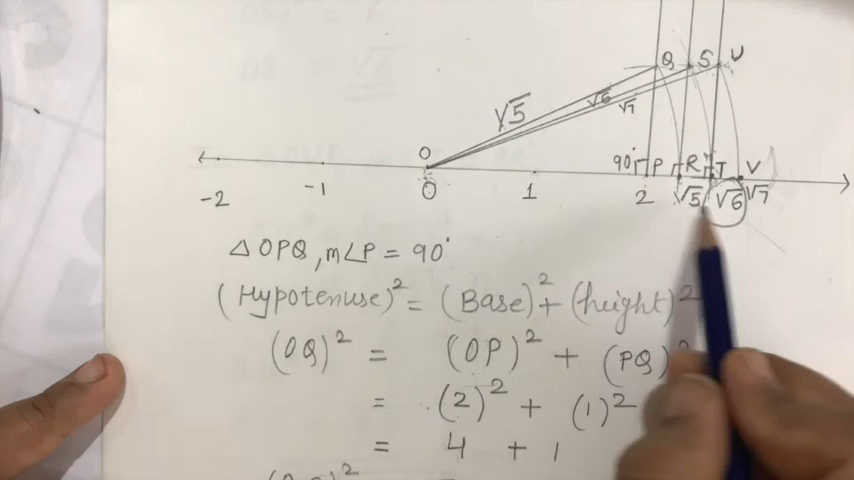 √5 √6 √7 Q S U
O 90° P R T V
-2 -1 0 1 2 √5 √6 √7
△OPQ, m∠P = 90°
(Hypotenuse)² = (Base)² + (height)²
(OQ)² = (OP)² + (PQ)²
= (2)² + (1)²
= 4 + 1